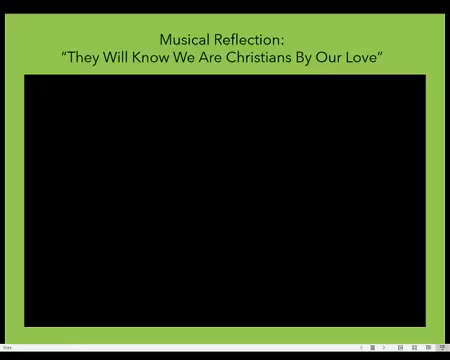 Musical Reflection:
“They Will Know We Are Christians By Our Love”